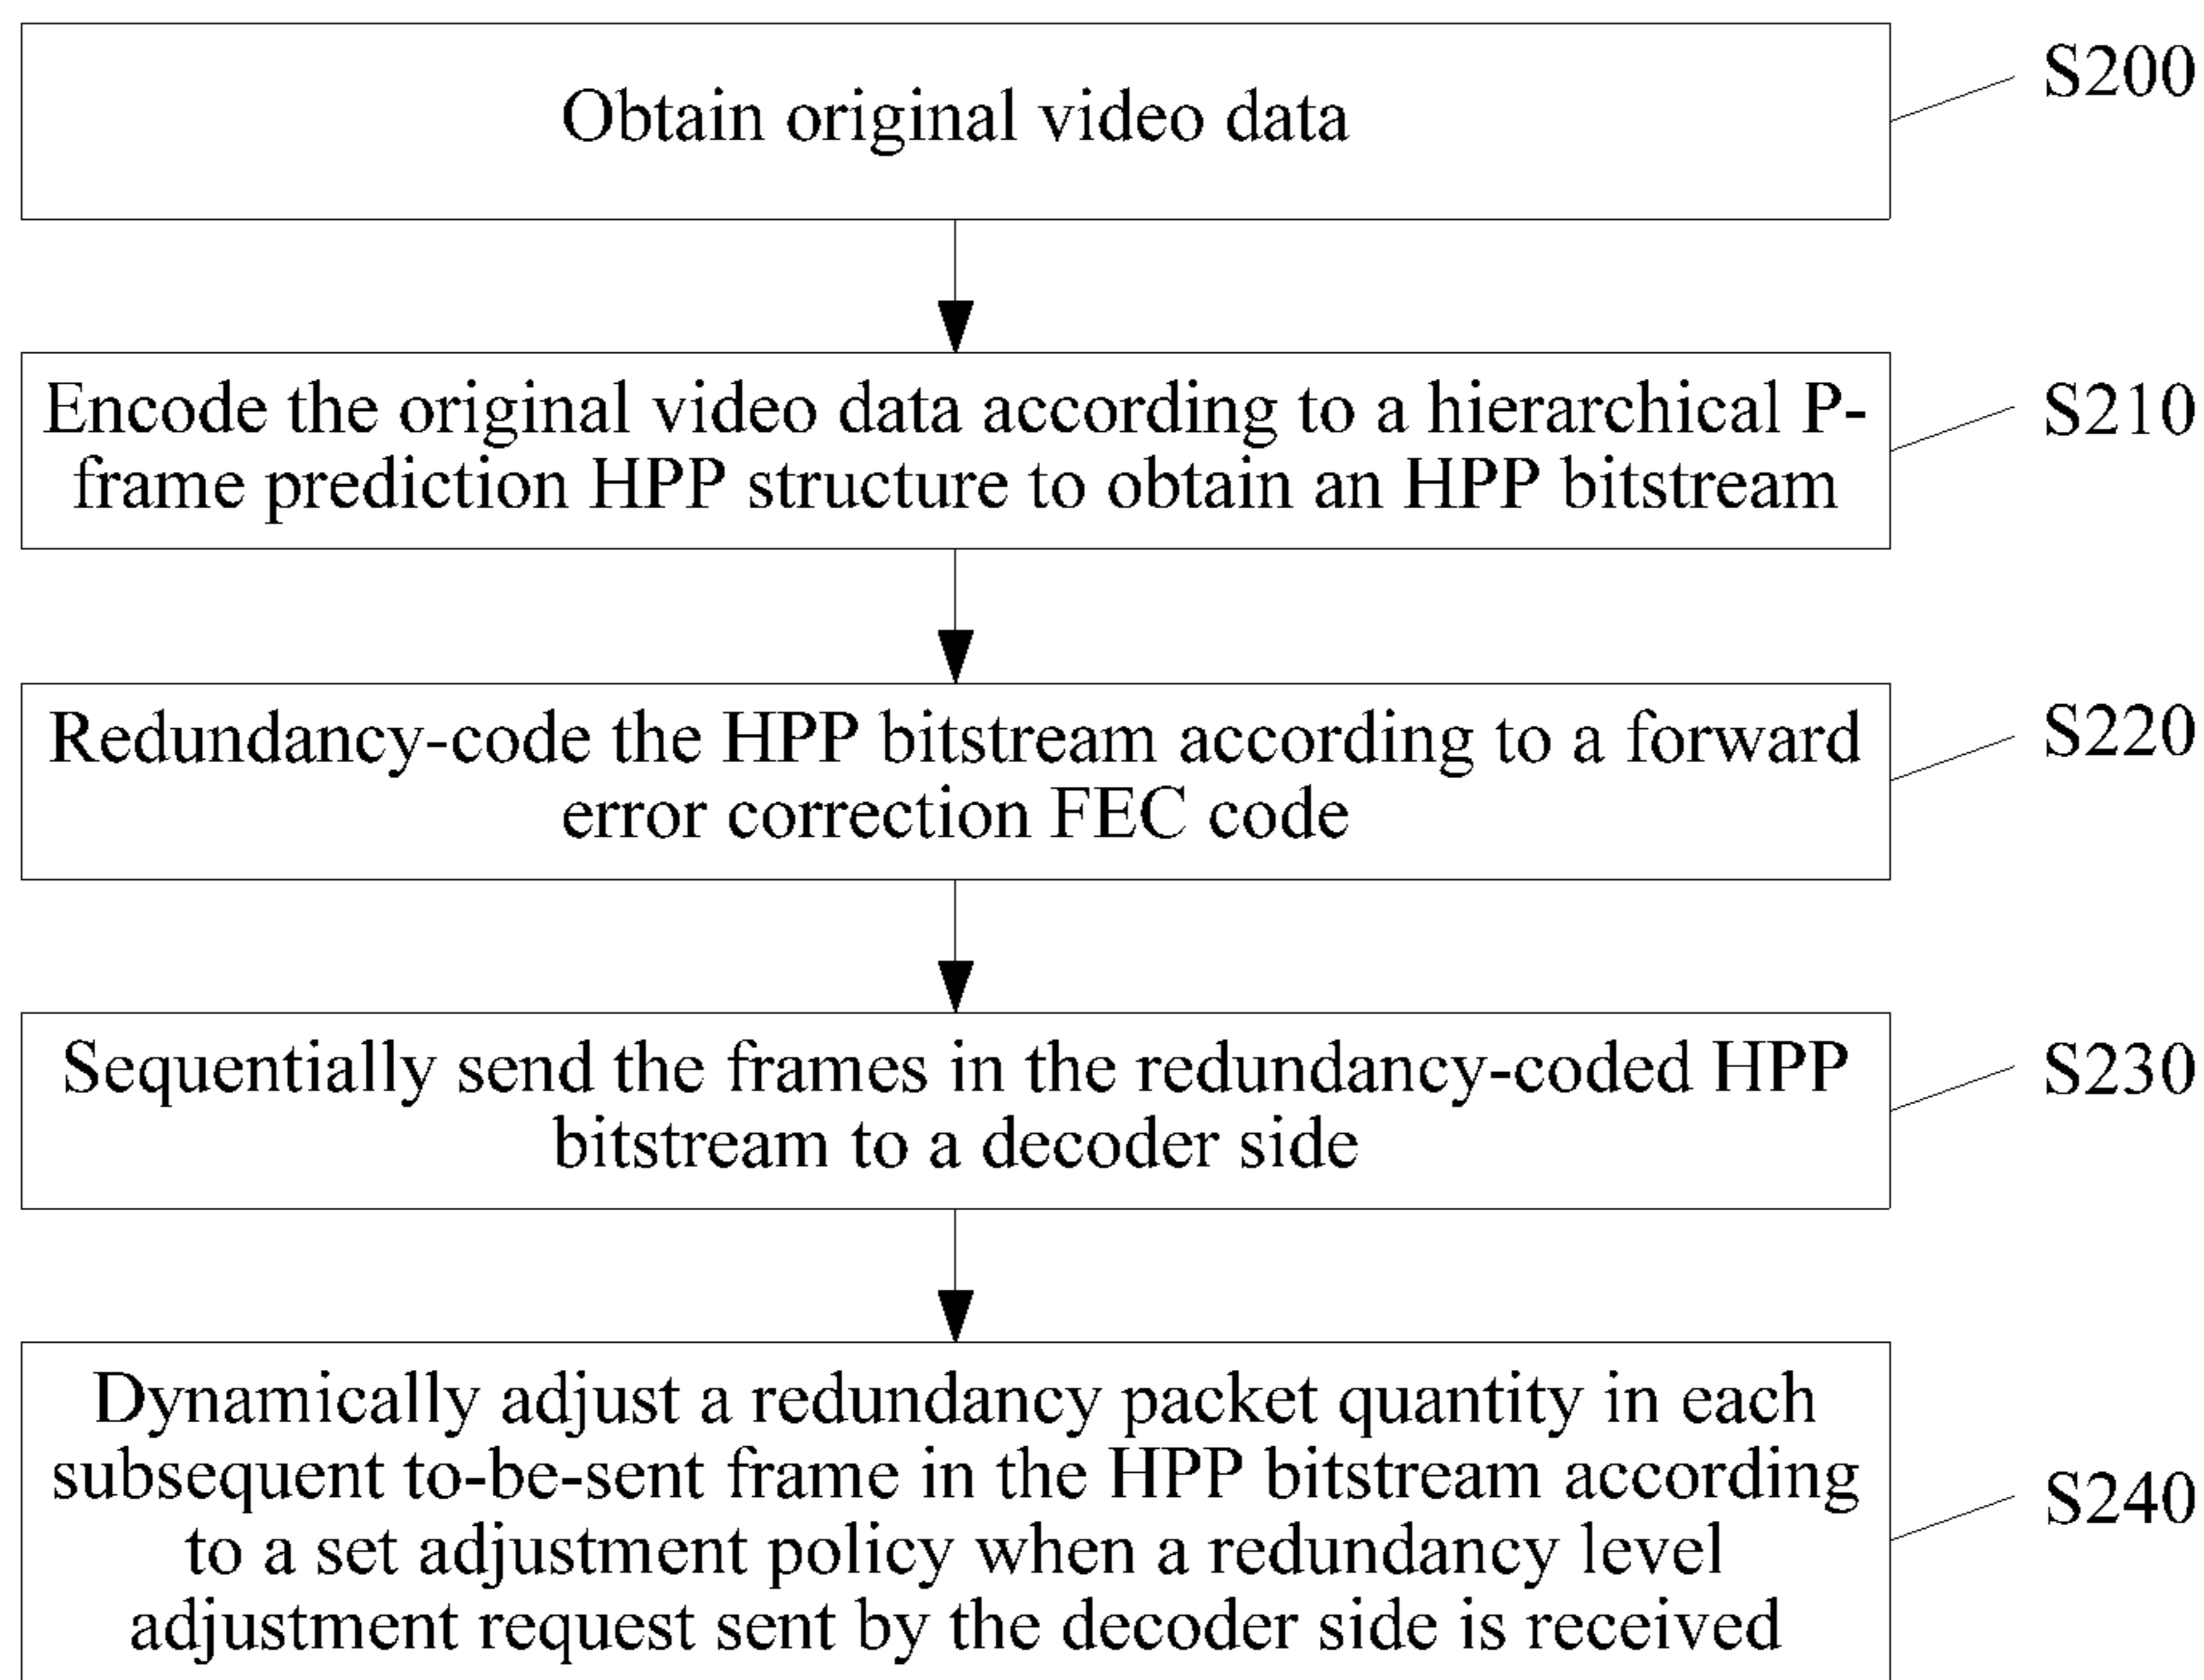 Obtain original video data
S200
Encode the original video data according to a hierarchical P-
frame prediction HPP structure to obtain an HPP bitstream
S210
Redundancy-code the HPP bitstream according to a forward
error correction FEC code
S220
Sequentially send the frames in the redundancy-coded HPP
bitstream to a decoder side
S230
Dynamically adjust a redundancy packet quantity in each
subsequent to-be-sent frame in the HPP bitstream according
to a set adjustment policy when a redundancy level
adjustment request sent by the decoder side is received
S240